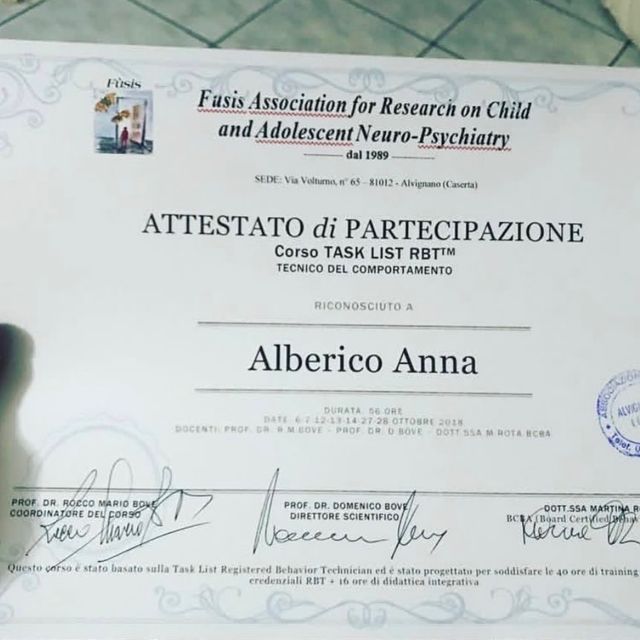 Fùsis
Fusis Association for Research on Child
and Adolescent Neuro-Psychiatry
dal 1989
SEDE: Via Volturno, n° 65 – 81012 - Alvignano (Caserta)
ATTESTATO di PARTECIPAZIONE
Corso TASK LIST RBT™
TECNICO DEL COMPORTAMENTO
RICONOSCIUTO A
Alberico Anna
DURATA: 56 ORE
DATE: 6-7-12-13-14-27-28 OTTOBRE 2018
DOCENTI: PROF. DR. R.M.BOVE - PROF. DR. D.BOVE - DOTT.SSA M.ROTA BCBA
PROF. DR. ROCCO MARIO BOVE
COORDINATORE DEL CORSO
PROF. DR. DOMENICO BOVE
DIRETTORE SCIENTIFICO
DOTT.SSA MARTINA R
BCBA (Board Certified Behav
Questo corso è stato basato sulla Task List Registered Behavior Technician ed è stato progettato per soddisfare le 40 ore di training
credenziali RBT + 16 ore di didattica integrativa